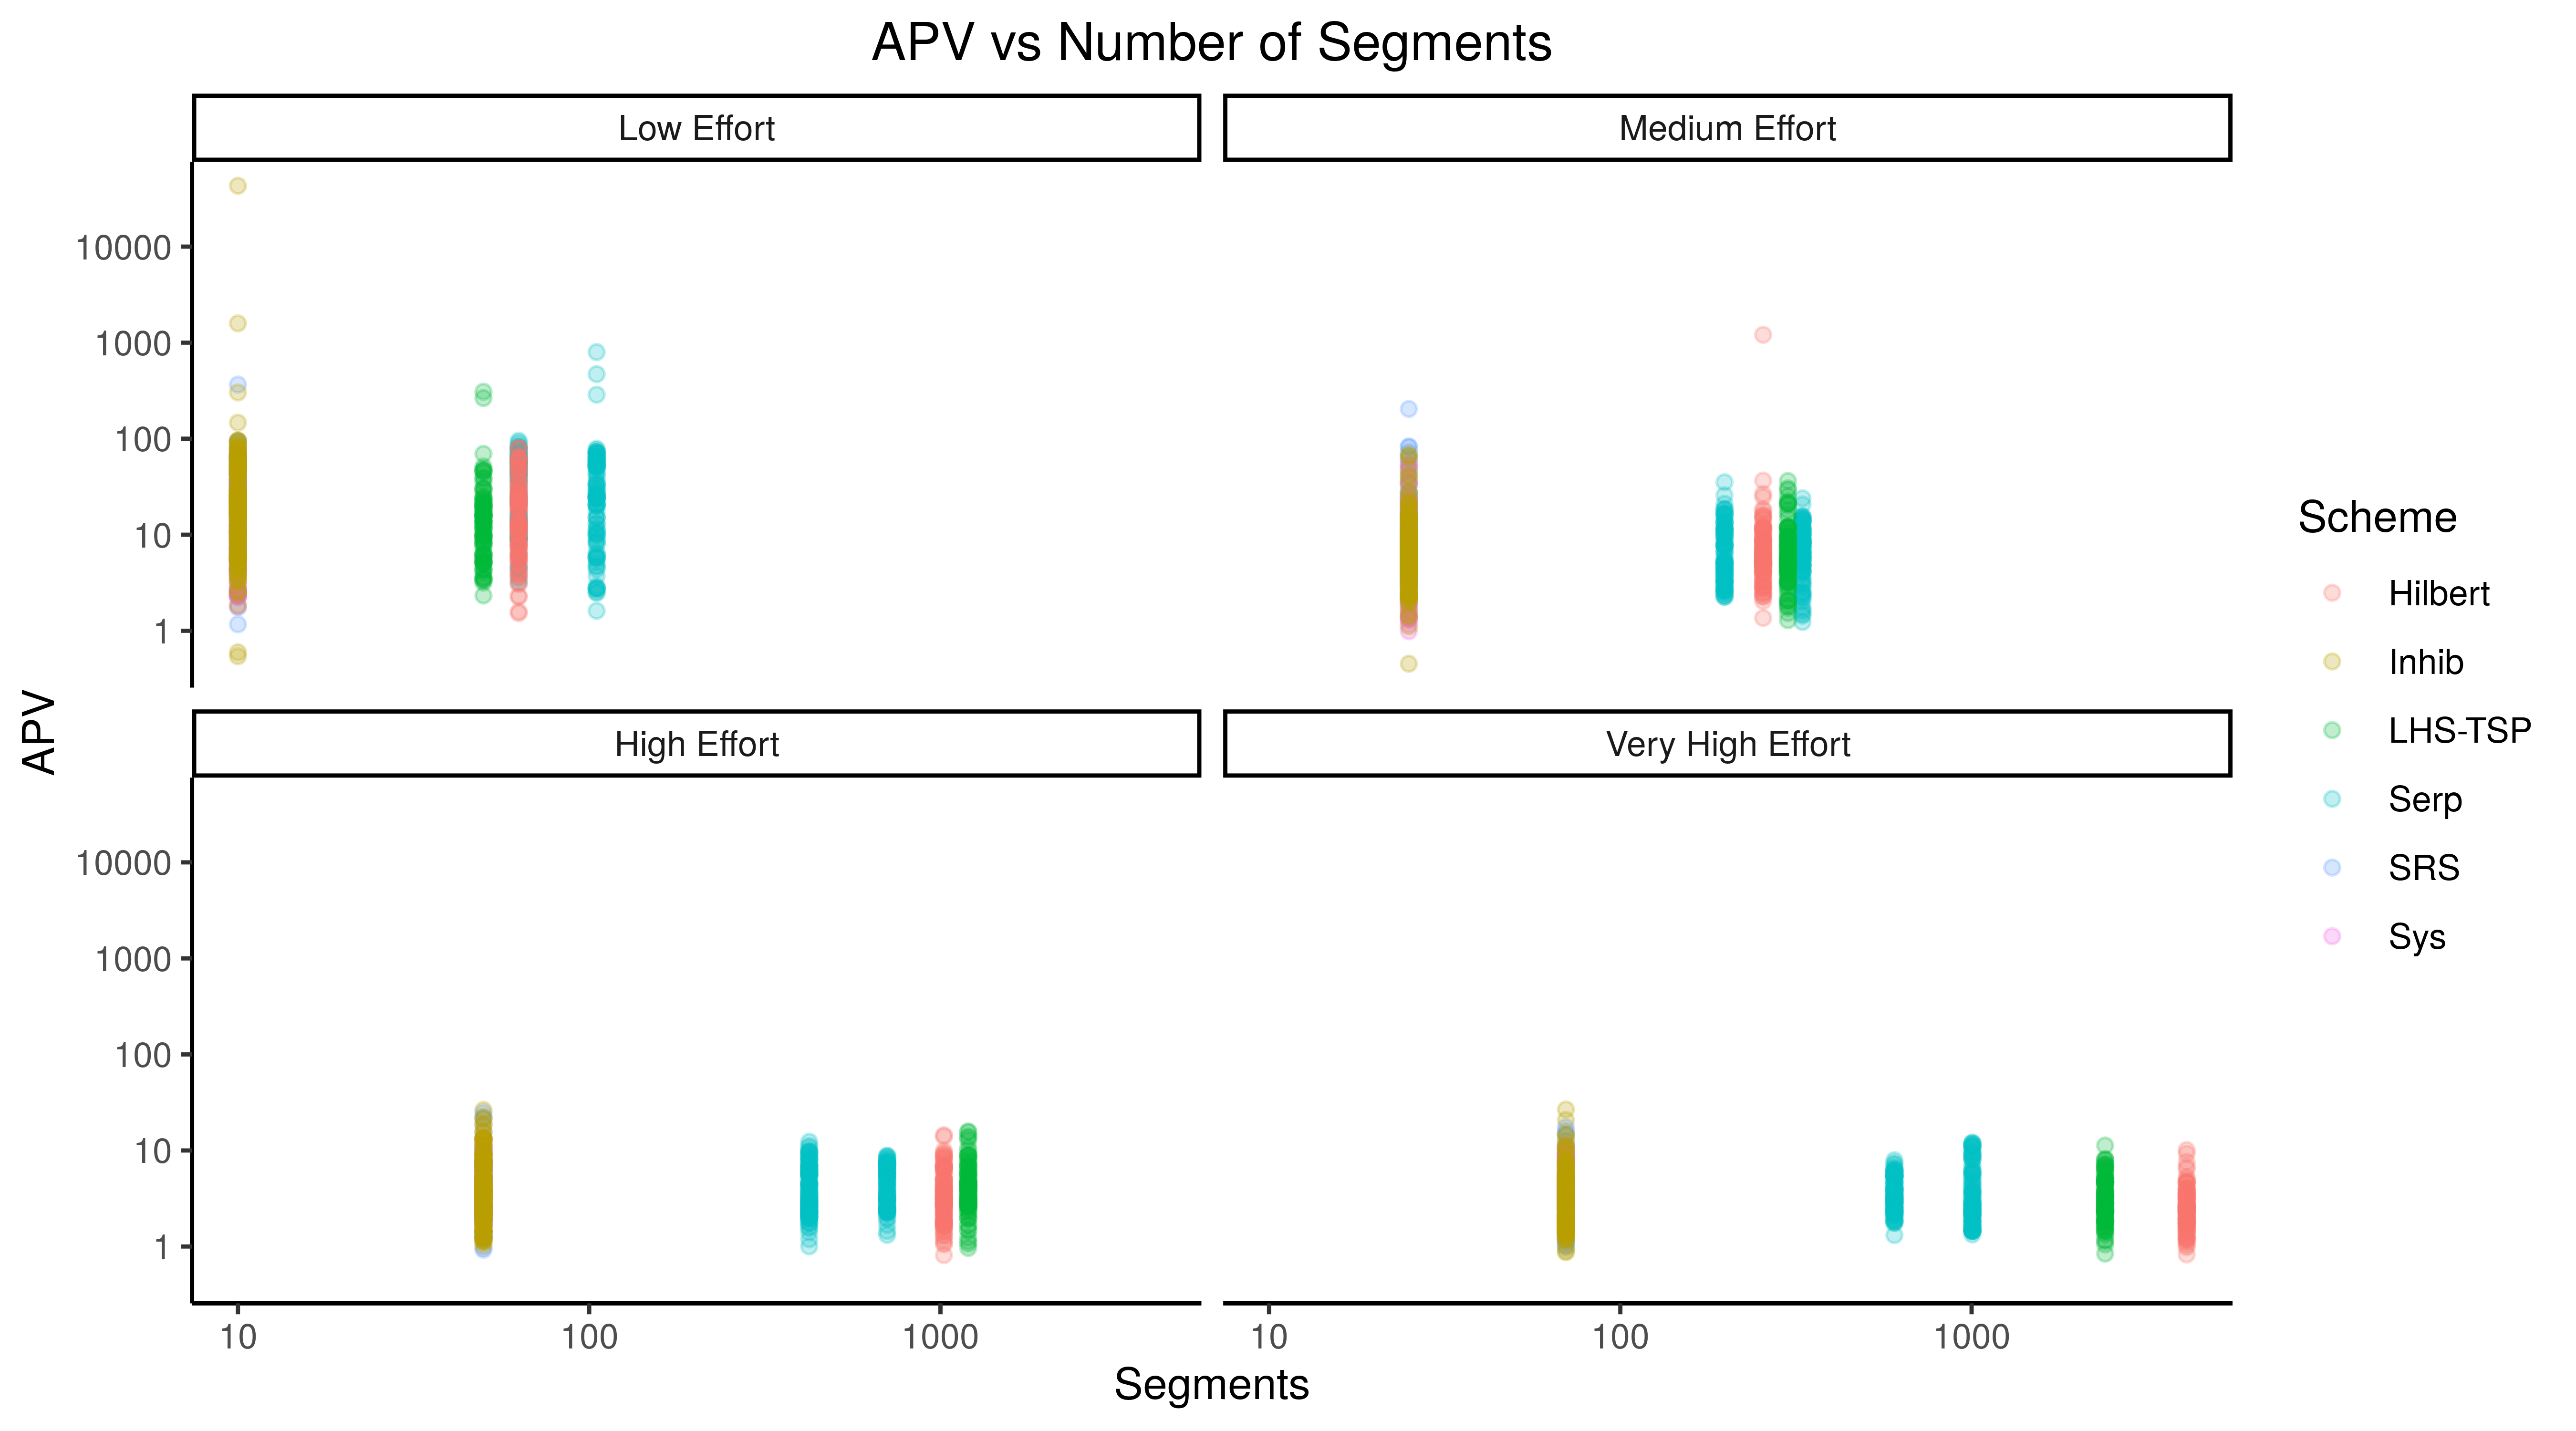 APV vs Number of Segments
Low Effort
Medium Effort
10000
1000
100
10
1
APV
High Effort
Very High Effort
10000
1000
100
10
1
10
100
1000
10
100
1000
Segments
Scheme
Hilbert
Inhib
LHS-TSP
Serp
SRS
Sys